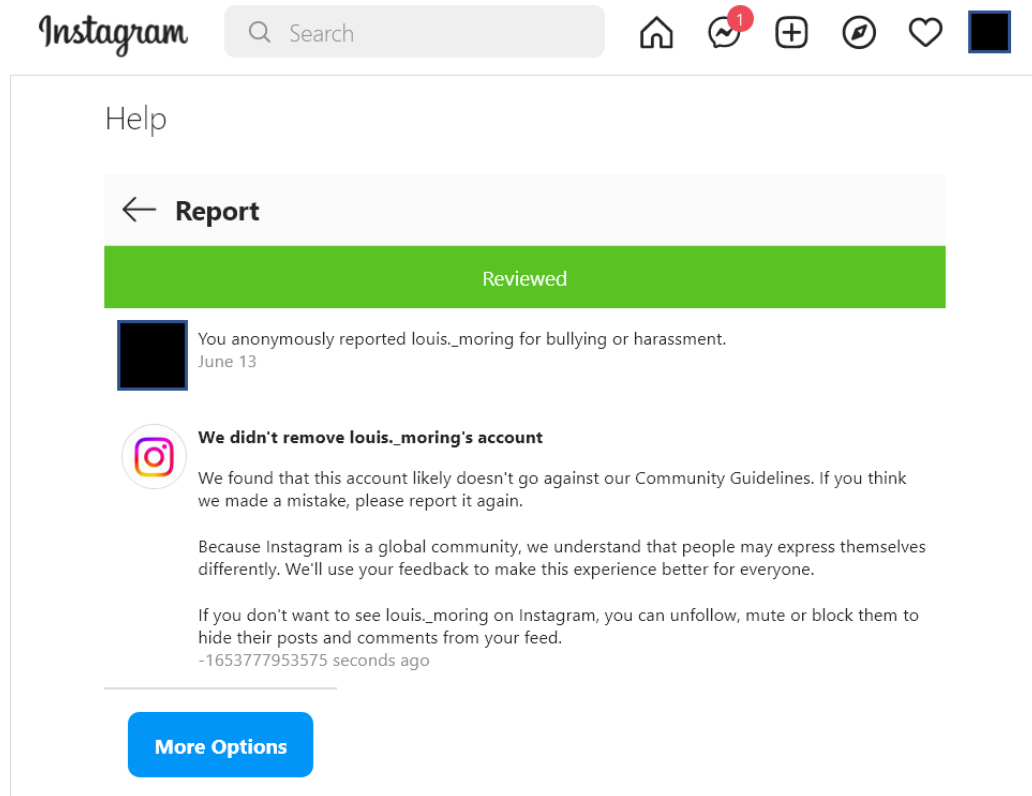 Instagram
Search
1
Help
Report
Reviewed
You anonymously reported louis._moring for bullying or harassment.
June 13
We didn't remove louis._moring's account
We found that this account likely doesn't go against our Community Guidelines. If you think
we made a mistake, please report it again.
Because Instagram is a global community, we understand that people may express themselves
differently. We'll use your feedback to make this experience better for everyone.
If you don't want to see louis._moring on Instagram, you can unfollow, mute or block them to
hide their posts and comments from your feed.
-1653777953575 seconds ago
More Options